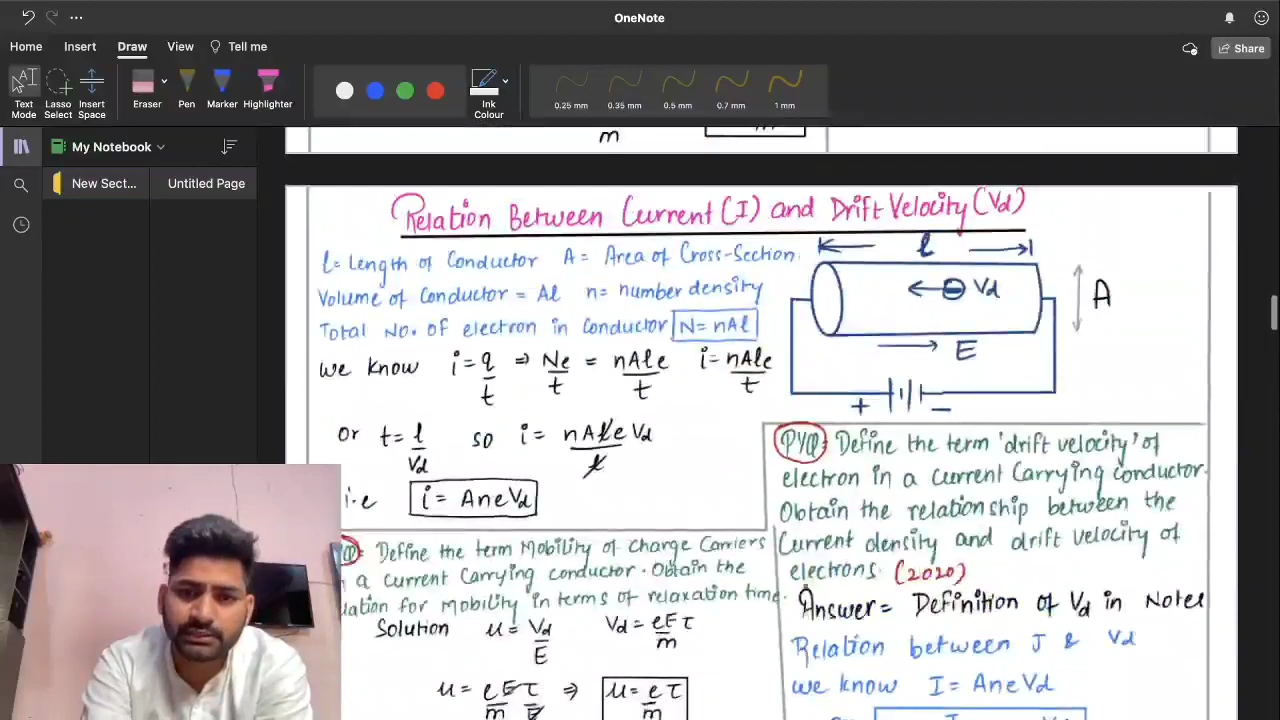 OneNote
Home Insert Draw View Tell me
Share
Text Mode
Lasso Select
Insert Space
Eraser
Pen
Marker
Highlighter
Ink Colour
0.25 mm 0.35 mm 0.5 mm 0.7 mm 1 mm
My Notebook
New Sect... Untitled Page
m
m
Relation Between Current (I) and Drift Velocity (Vd)
l = Length of Conductor A = Area of Cross-Section.
Volume of Conductor = Al n = number density
Total No. of electron in Conductor N = nAl
we know i = q/t ⇒ Ne/t = nAle/t i = nAle/t
or t = l/Vd so i = nAle Vd/l
i.e i = AneVd
l
Vd
A
E
+ −
PYQ: Define the term 'drift velocity' of
electron in a current Carrying conductor.
Obtain the relationship between the
Current density and drift velocity of
electrons. (2020)
Answer = Definition of Vd in Notes
Relation between J & Vd
we know I = AneVd
Define the term Mobility of Charge Carriers
a current Carrying conductor. Obtain the
for Mobility in terms of relaxation time.
Solution μ = Vd/E Vd = eEτ/m
μ = eEτ/mE ⇒ μ = eτ/m